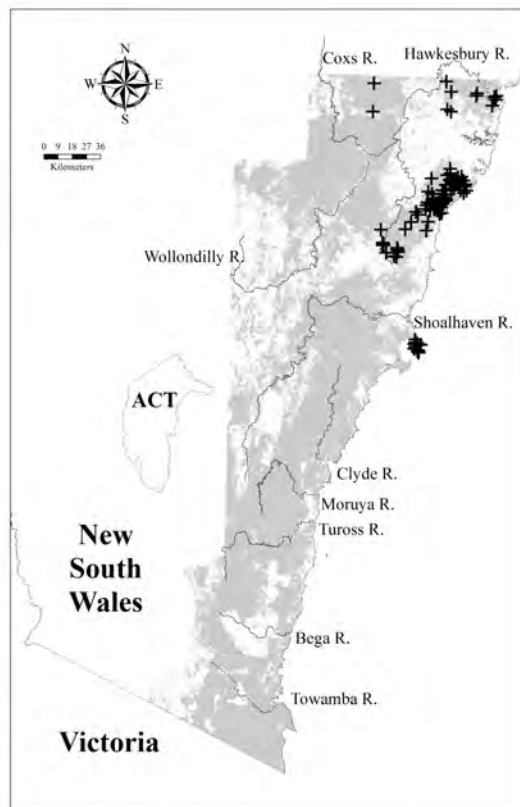 Coxs R.
Hawkesbury R.
N
W
E
S
0 9 18 27 36
Kilometers
Wollondilly R.
Shoalhaven R.
ACT
Clyde R.
Moruya R.
Tuross R.
New
South
Wales
Bega R.
Towamba R.
Victoria